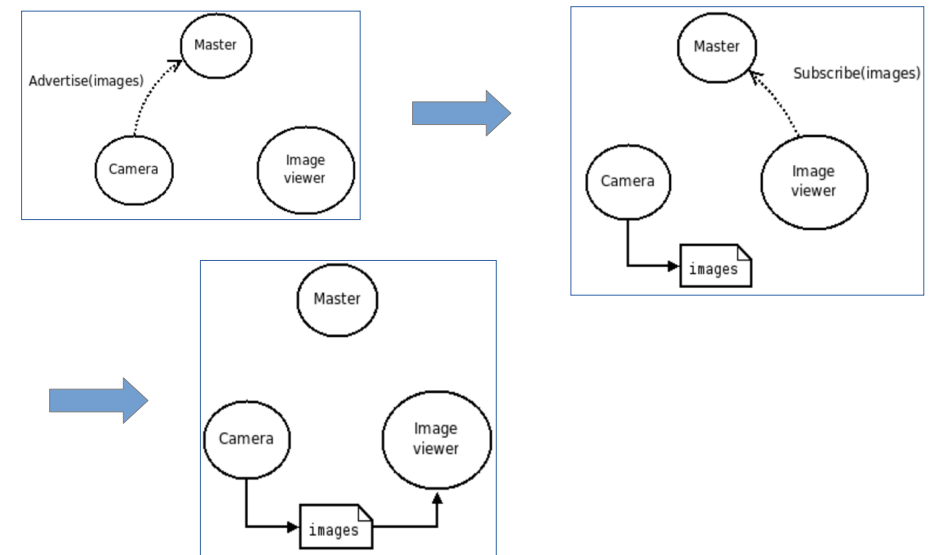 Master
Advertise(images)
Camera
Image
viewer
Master
Subscribe(images)
Camera
Image
viewer
images
Master
Camera
Image
viewer
images